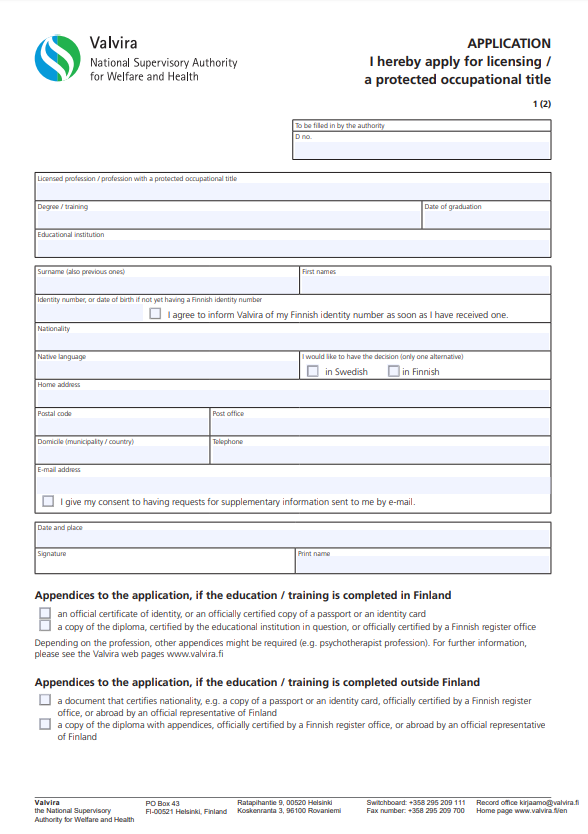 Valvira
National Supervisory Authority
for Welfare and Health
APPLICATION
I hereby apply for licensing /
a protected occupational title
1 (2)
To be filled in by the authority
D no.
Licensed profession / profession with a protected occupational title
Degree / training
Date of graduation
Educational institution
Surname (also previous ones)
First names
Identity number, or date of birth if not yet having a Finnish identity number
I agree to inform Valvira of my Finnish identity number as soon as I have received one.
Nationality
Native language
I would like to have the decision (only one alternative)
in Swedish
in Finnish
Home address
Postal code
Post office
Domicile (municipality / country)
Telephone
E-mail address
I give my consent to having requests for supplementary information sent to me by e-mail.
Date and place
Signature
Print name
Appendices to the application, if the education / training is completed in Finland
an official certificate of identity, or an officially certified copy of a passport or an identity card
a copy of the diploma, certified by the educational institution in question, or officially certified by a Finnish register office
Depending on the profession, other appendices might be required (e.g. psychotherapist profession). For further information,
please see the Valvira web pages www.valvira.fi
Appendices to the application, if the education / training is completed outside Finland
a document that certifies nationality, e.g. a copy of a passport or an identity card, officially certified by a Finnish register
office, or abroad by an official representative of Finland
a copy of the diploma with appendices, officially certified by a Finnish register office, or abroad by an official representative
of Finland
Valvira
the National Supervisory
Authority for Welfare and Health
PO Box 43
FI-00521 Helsinki, Finland
Ratapihantie 9, 00520 Helsinki
Koskenranta 3, 96100 Rovaniemi
Switchboard: +358 295 209 111
Fax number: +358 295 209 700
Record office kirjaamo@valvira.fi
Home page www.valvira.fi/en